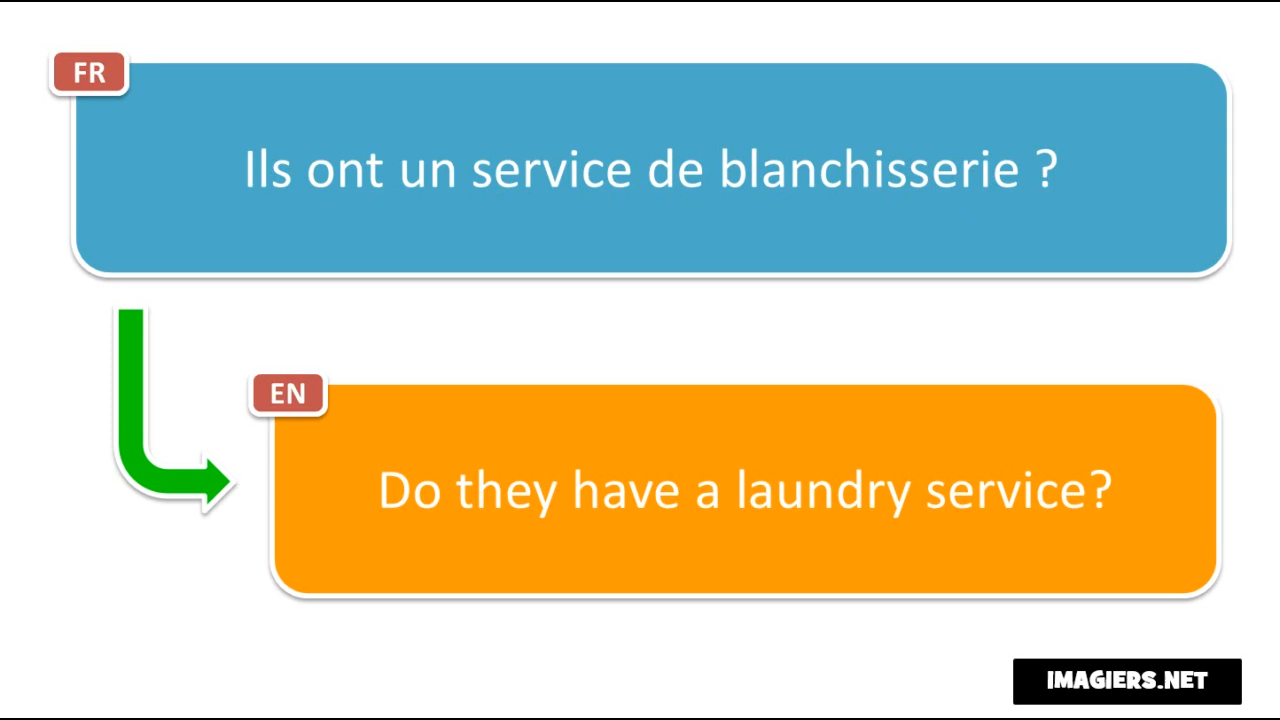 FR
Ils ont un service de blanchisserie ?
EN
Do they have a laundry service?
IMAGIERS.NET